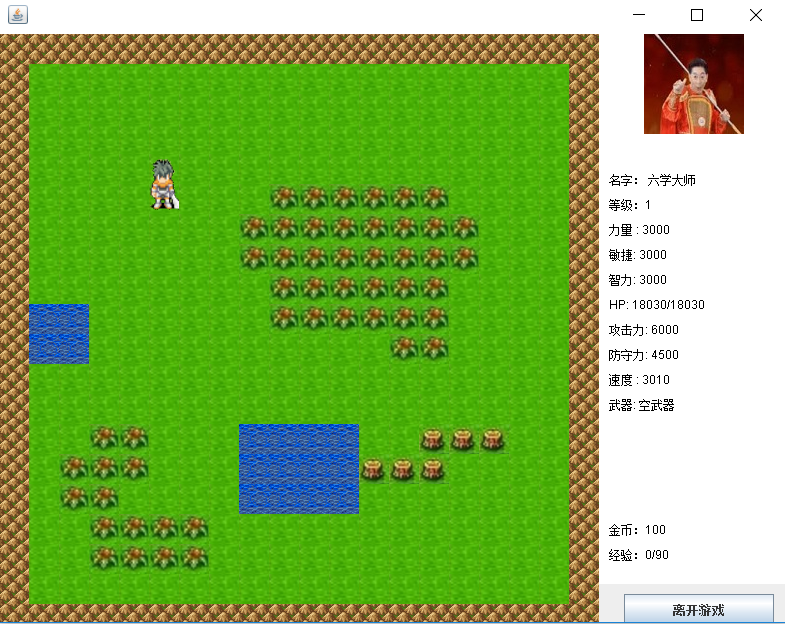 名字： 六学大师
等级：1
力量 : 3000
敏捷: 3000
智力: 3000
HP: 18030/18030
攻击力: 6000
防守力: 4500
速度 : 3010
武器: 空武器
金币：100
经验：0/90
离开游戏